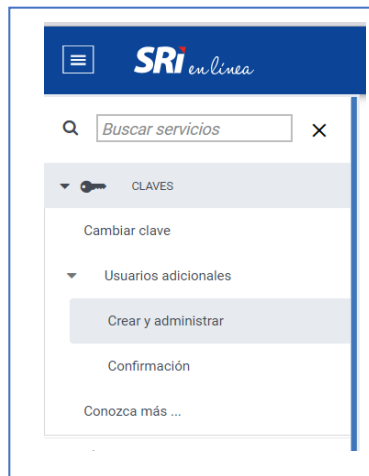 SRi en línea
Buscar servicios
CLAVES
Cambiar clave
Usuarios adicionales
Crear y administrar
Confirmación
Conozca más ...